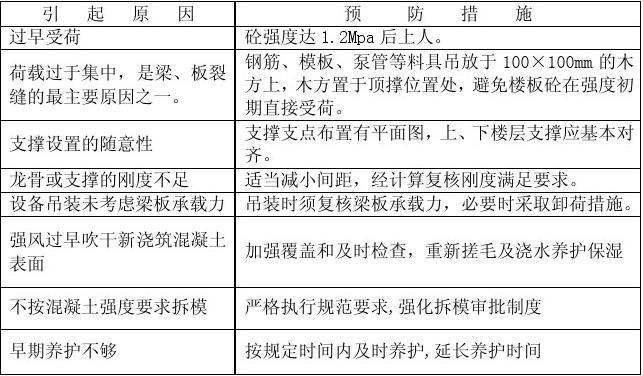 引起原因
预防措施
过早受荷
砼强度达1.2Mpa后上人。
荷载过于集中，是梁、板裂
缝的最主要原因之一。
钢筋、模板、泵管等料具吊放于100×100mm的木
方上，木方置于顶撑位置处，避免楼板砼在强度初
期直接受荷。
支撑设置的随意性
支撑支点布置有平面图，上、下楼层支撑应基本对
齐。
龙骨或支撑的刚度不足
适当减小间距，经计算复核刚度满足要求。
设备吊装未考虑梁板承载力
吊装时须复核梁板承载力，必要时采取卸荷措施。
强风过早吹干新浇筑混凝土
表面
加强覆盖和及时检查，重新搓毛及浇水养护保湿
不按混凝土强度要求拆模
严格执行规范要求,强化拆模审批制度
早期养护不够
按规定时间内及时养护,延长养护时间